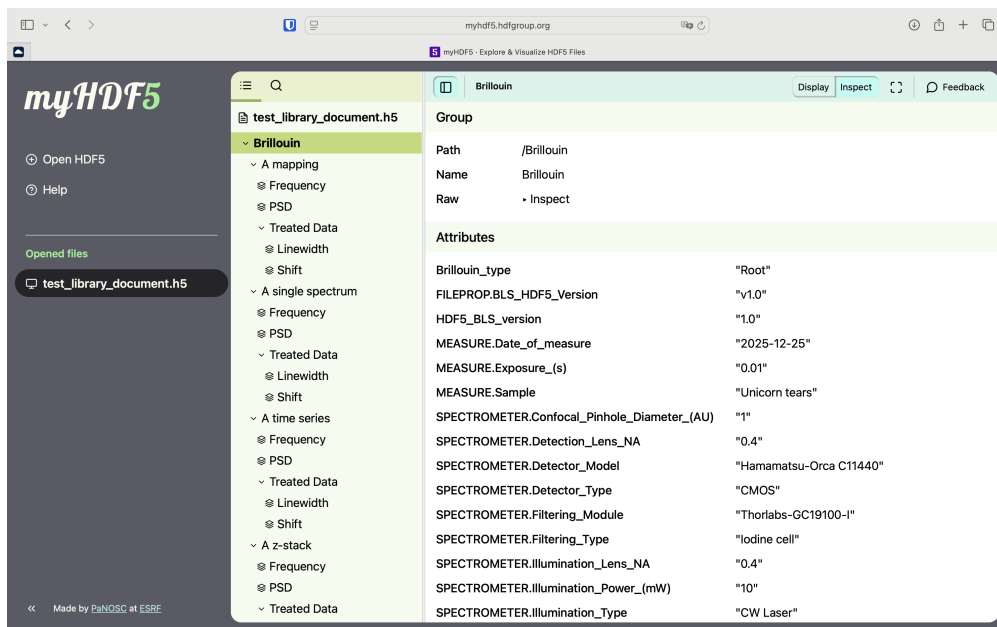 myhdf5.hdfgroup.org
5 myHDF5 - Explore & Visualize HDF5 Files
myHDF5
Open HDF5
Help
Opened files
test_library_document.h5
Made by PaNOSC at ESRF
test_library_document.h5
Brillouin
A mapping
Frequency
PSD
Treated Data
Linewidth
Shift
A single spectrum
Frequency
PSD
Treated Data
Linewidth
Shift
A time series
Frequency
PSD
Treated Data
Linewidth
Shift
A z-stack
Frequency
PSD
Treated Data
Brillouin
Display Inspect Feedback
Group
Path /Brillouin
Name Brillouin
Raw Inspect
Attributes
Brillouin_type "Root"
FILEPROP.BLS_HDF5_Version "v1.0"
HDF5_BLS_version "1.0"
MEASURE.Date_of_measure "2025-12-25"
MEASURE.Exposure_(s) "0.01"
MEASURE.Sample "Unicorn tears"
SPECTROMETER.Confocal_Pinhole_Diameter_(AU) "1"
SPECTROMETER.Detection_Lens_NA "0.4"
SPECTROMETER.Detector_Model "Hamamatsu-Orca C11440"
SPECTROMETER.Detector_Type "CMOS"
SPECTROMETER.Filtering_Module "Thorlabs-GC19100-I"
SPECTROMETER.Filtering_Type "Iodine cell"
SPECTROMETER.Illumination_Lens_NA "0.4"
SPECTROMETER.Illumination_Power_(mW) "10"
SPECTROMETER.Illumination_Type "CW Laser"